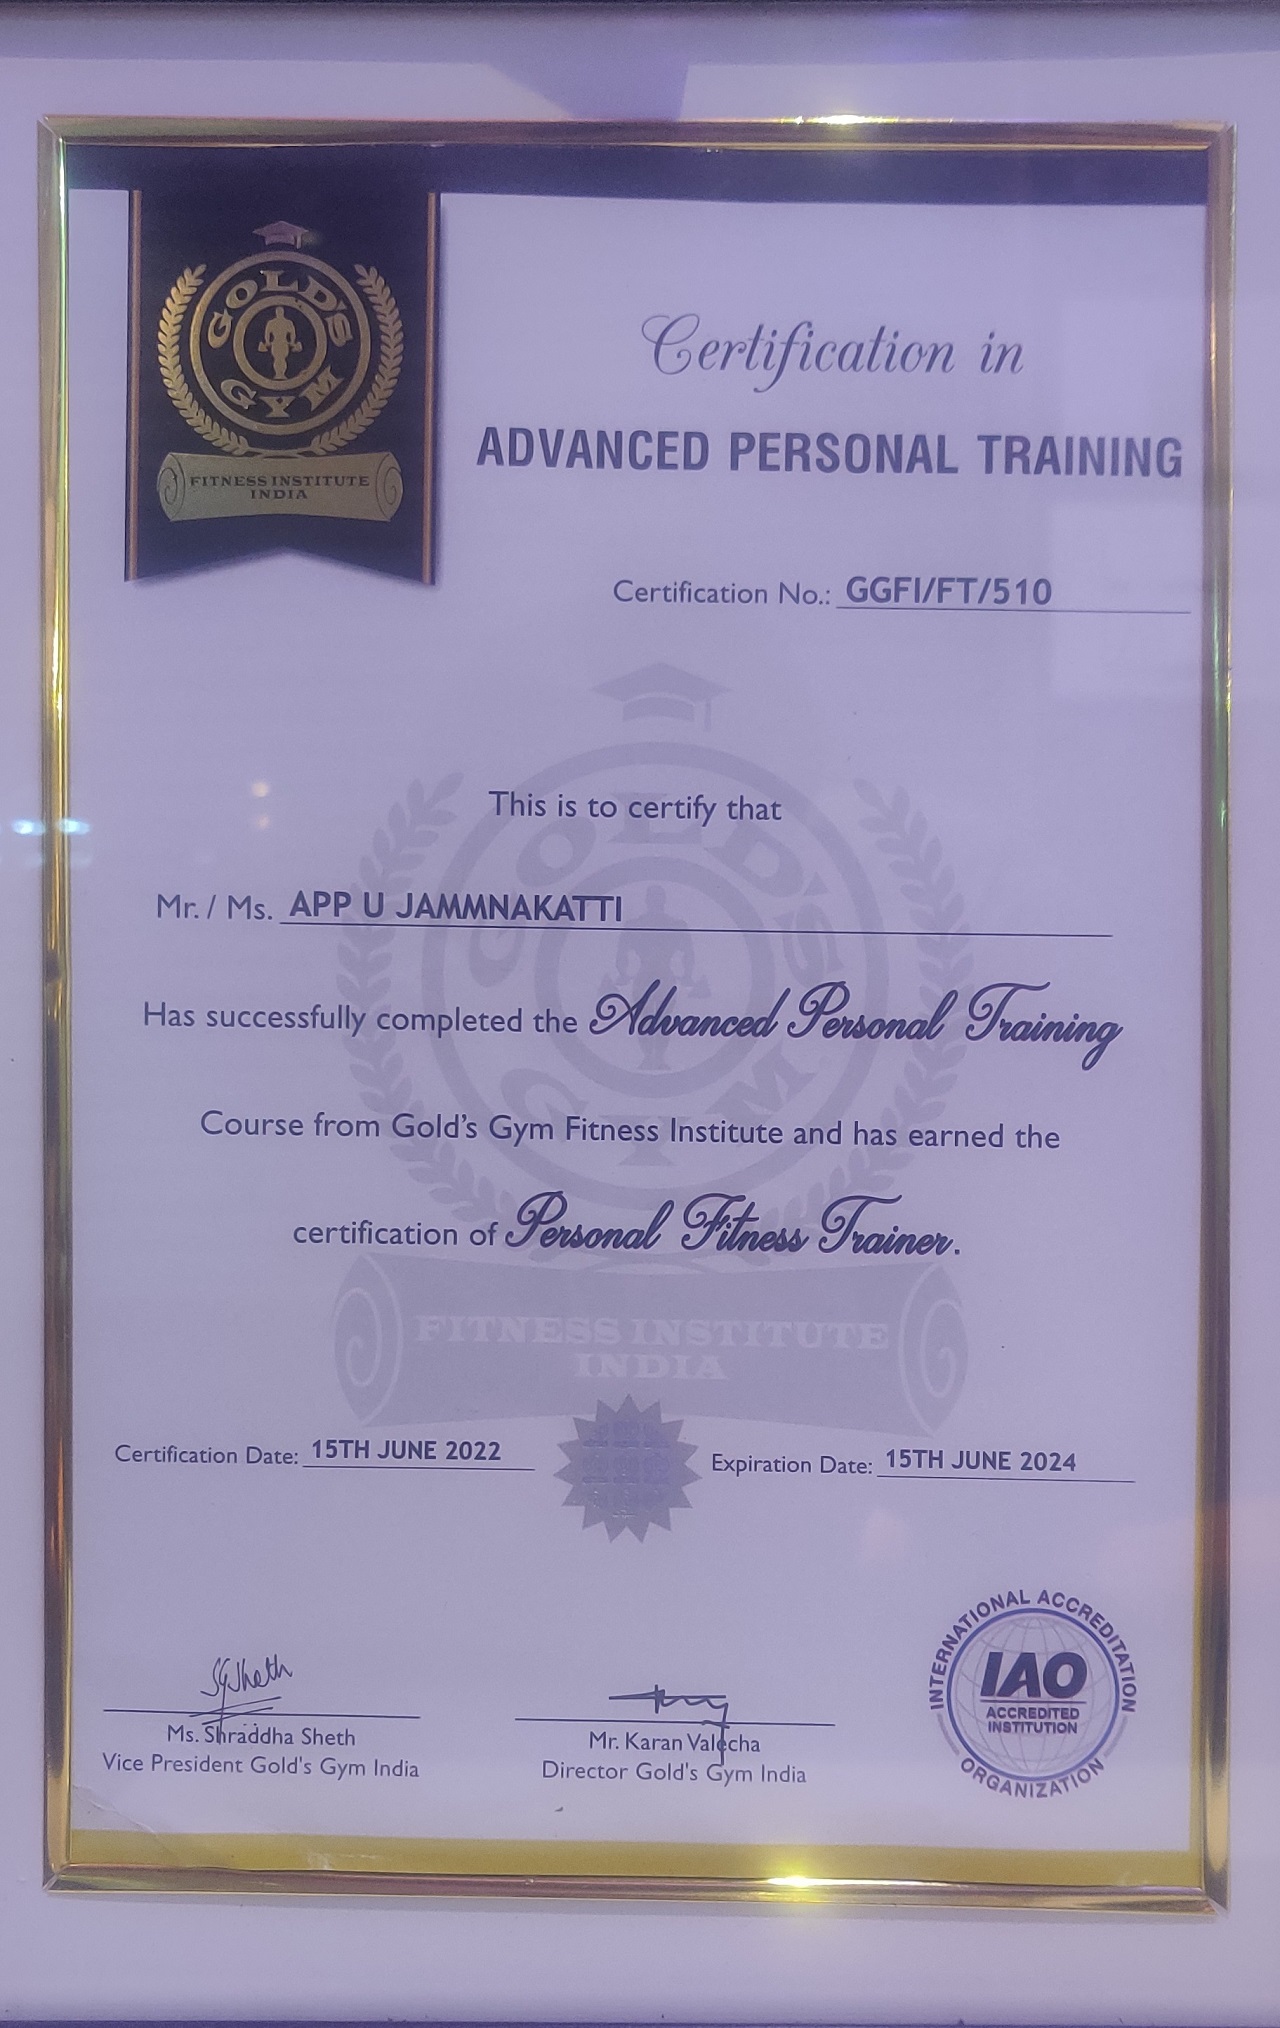 GOLD'S
GYM
FITNESS INSTITUTE
INDIA
Certification in
ADVANCED PERSONAL TRAINING
Certification No.: GGFI/FT/510
This is to certify that
Mr. / Ms. APP U JAMMNAKATTI
Has successfully completed the Advanced Personal Training
Course from Gold's Gym Fitness Institute and has earned the
certification of Personal Fitness Trainer.
GOLD'S
GYM
FITNESS INSTITUTE
INDIA
Certification Date: 15TH JUNE 2022
Expiration Date: 15TH JUNE 2024
SGSheth
Ms. Shraddha Sheth
Vice President Gold's Gym India
Mr. Karan Valecha
Director Gold's Gym India
INTERNATIONAL ACCREDITATION
IAO
ACCREDITED
INSTITUTION
ORGANIZATION